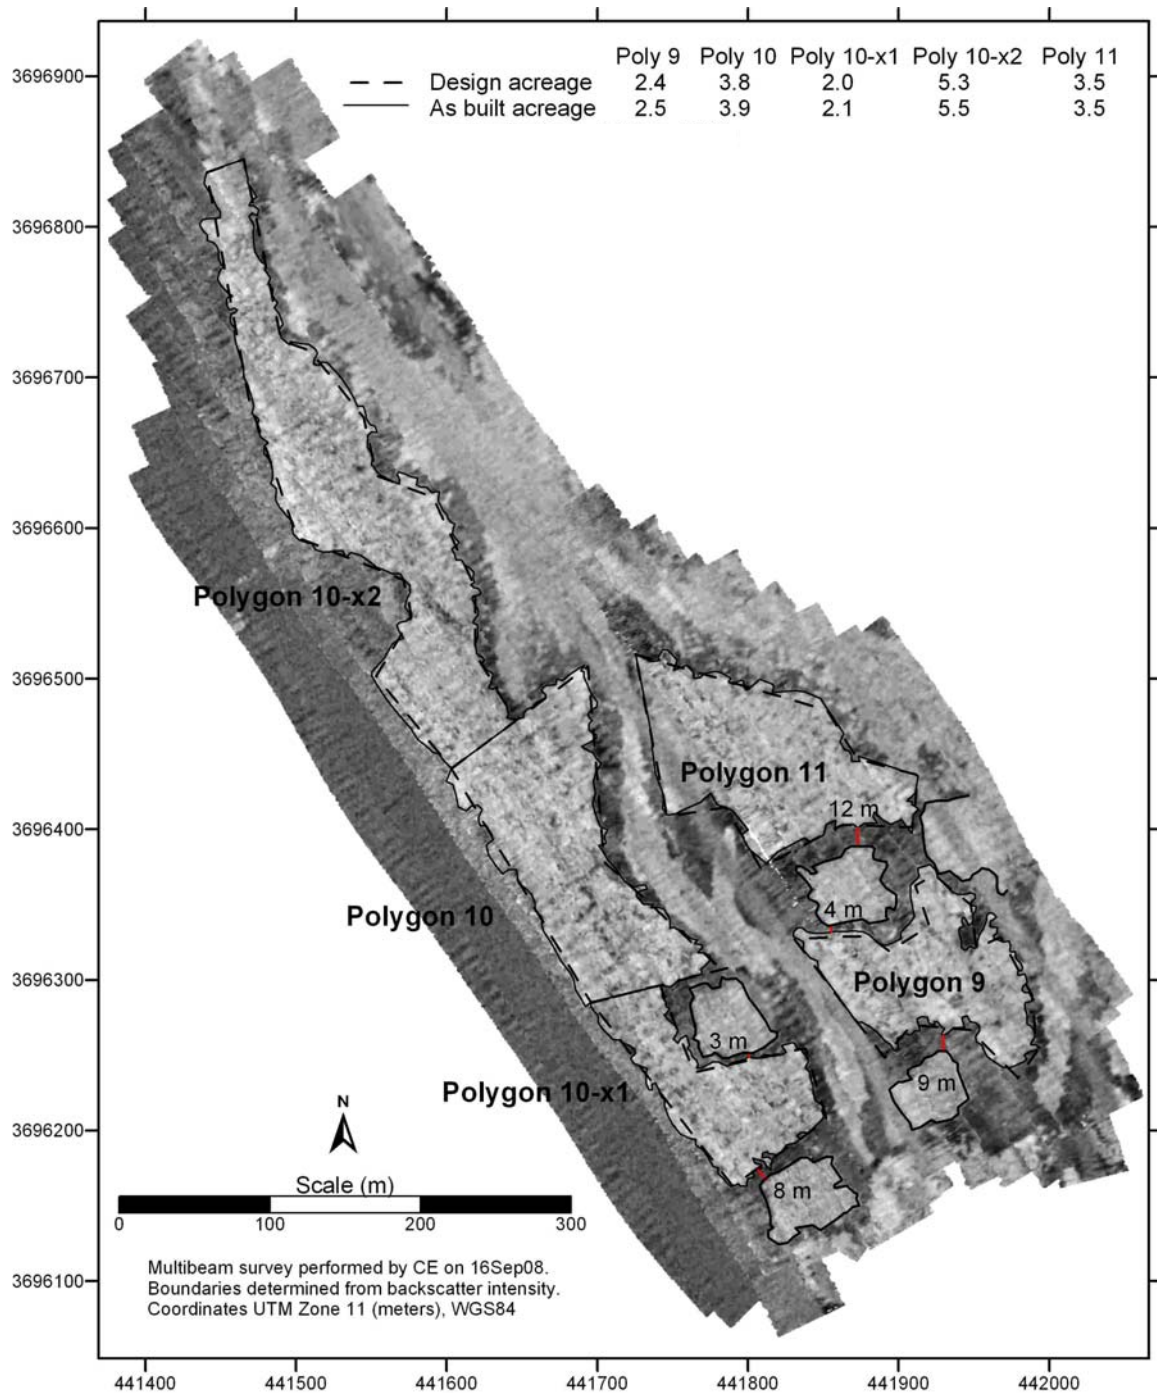 Poly 9 Poly 10 Poly 10-x1 Poly 10-x2 Poly 11
Design acreage 2.4 3.8 2.0 5.3 3.5
As built acreage 2.5 3.9 2.1 5.5 3.5
3696900
3696800
3696700
3696600
3696500
3696400
3696300
3696200
3696100
Polygon 10-x2
Polygon 11
12 m
4 m
Polygon 10
Polygon 9
3 m
9 m
Polygon 10-x1
8 m
N
Scale (m)
0 100 200 300
Multibeam survey performed by CE on 16Sep08.
Boundaries determined from backscatter intensity.
Coordinates UTM Zone 11 (meters), WGS84
441400 441500 441600 441700 441800 441900 442000